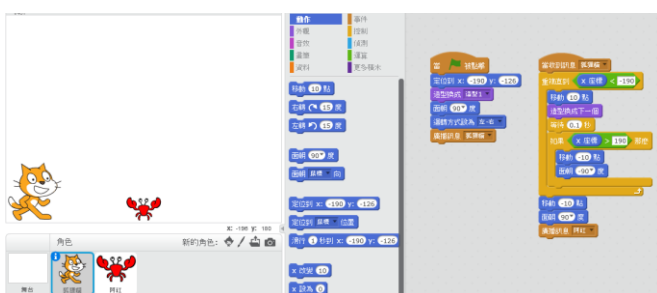 動作 事件
外觀 控制
音效 偵測
畫筆 運算
資料 更多積木
移動 10 點
右轉 15 度
左轉 15 度
面朝 90 度
面朝 鼠標 向
定位到 x: -190 y: -126
定位到 鼠標 位置
滑行 1 秒到 x: -190 y: -126
x 改變 10
x 設為 0
當 被點擊
定位到 x: -190 y: -126
造型換成 造型1
面朝 90 度
迴轉方式設為 左-右
廣播訊息 狐狸貓
當收到訊息 狐狸貓
重複直到 x 座標 < -190
移動 10 點
造型換成下一個
等待 0.1 秒
如果 x 座標 > 190 那麼
移動 -10 點
面朝 -90 度
移動 -10 點
面朝 90 度
廣播訊息 阿紅
x: -196 y: 180
角色 新的角色:
舞台 狐狸貓 阿紅